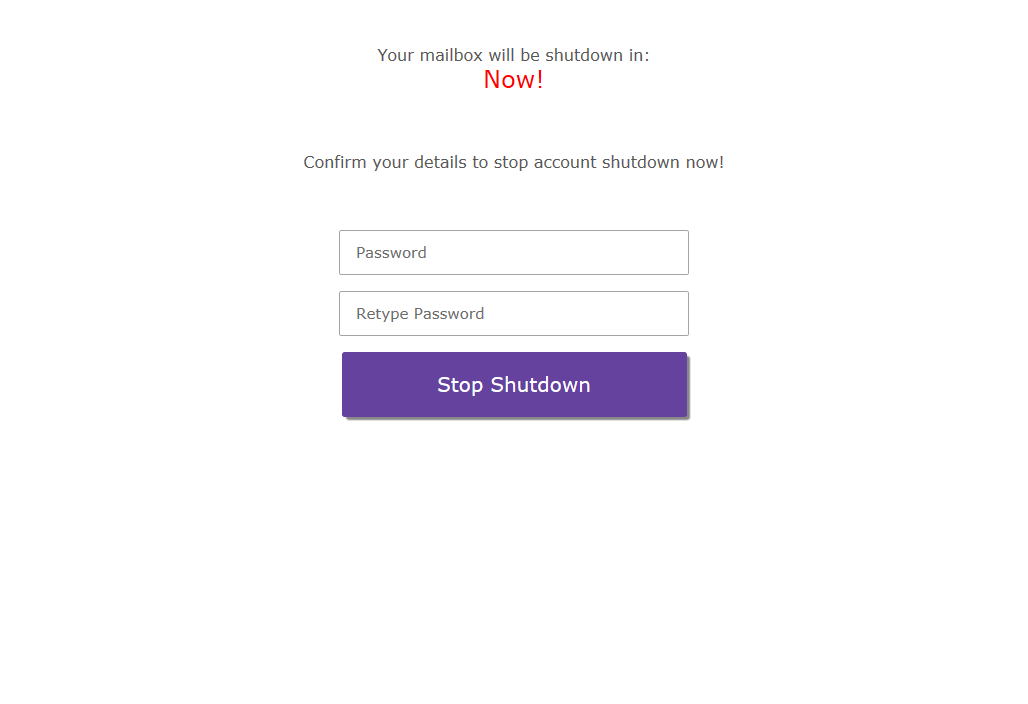 Your mailbox will be shutdown in:
Now!
Confirm your details to stop account shutdown now!
Password
Retype Password
Stop Shutdown